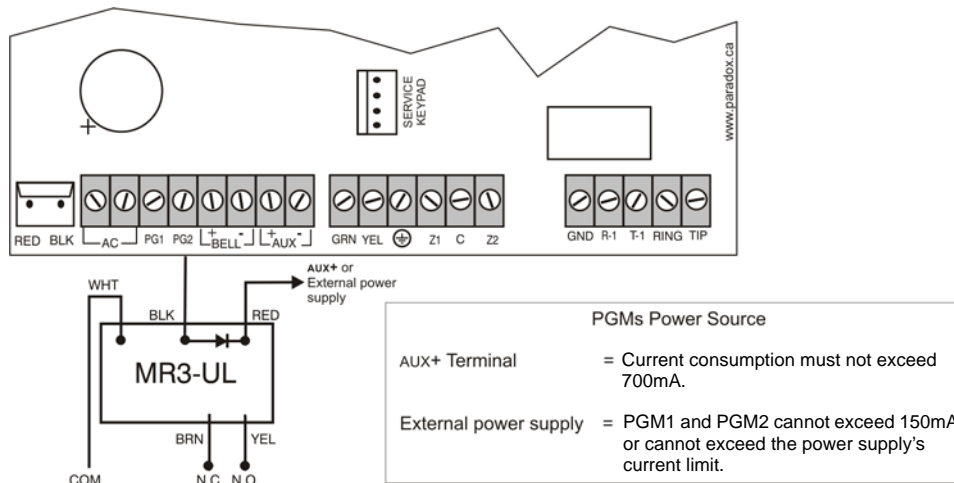 www.paradox.ca
SERVICE
KEYPAD
+
RED BLK AC PG1 PG2 + BELL - + AUX - GRN YEL Z1 C Z2 GND R-1 T-1 RING TIP
AUX+ or
External power
supply
WHT
BLK
RED
MR3-UL
BRN
YEL
COM
N.C.
N.O.
PGMs Power Source
AUX+ Terminal = Current consumption must not exceed
700mA.
External power supply = PGM1 and PGM2 cannot exceed 150mA
or cannot exceed the power supply's
current limit.